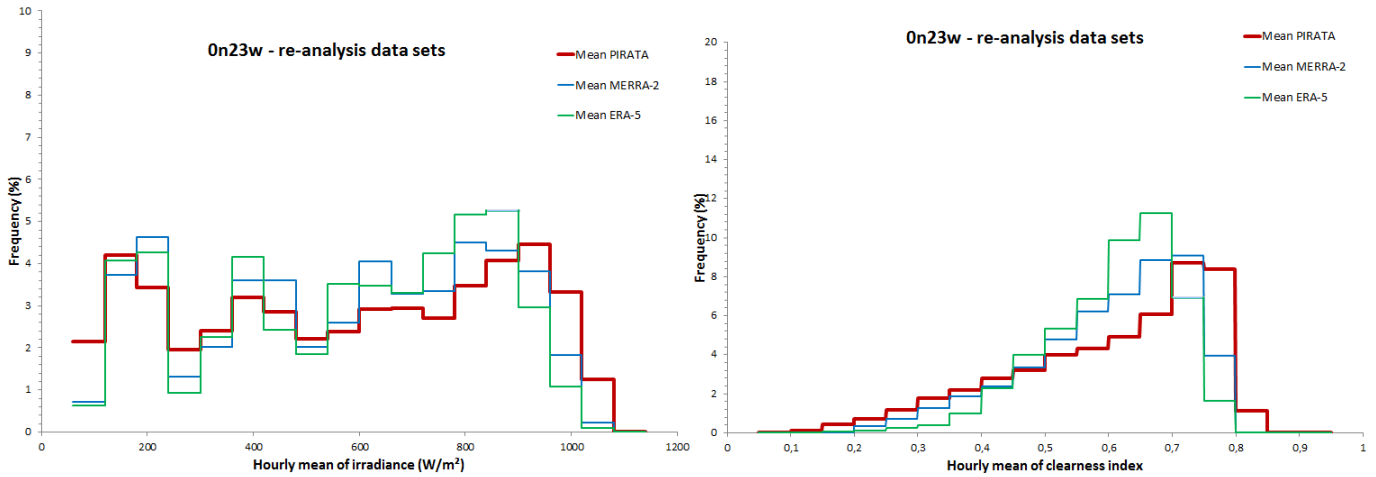 0n23w - re-analysis data sets
Mean PIRATA
Mean MERRA-2
Mean ERA-5
Frequency (%)
10
9
8
7
6
5
4
3
2
1
0
0 200 400 600 800 1000 1200
Hourly mean of irradiance (W/m²)
0n23w - re-analysis data sets
Mean PIRATA
Mean MERRA-2
Mean ERA-5
Frequency (%)
20
18
16
14
12
10
8
6
4
2
0
0 0,1 0,2 0,3 0,4 0,5 0,6 0,7 0,8 0,9 1
Hourly mean of clearness index